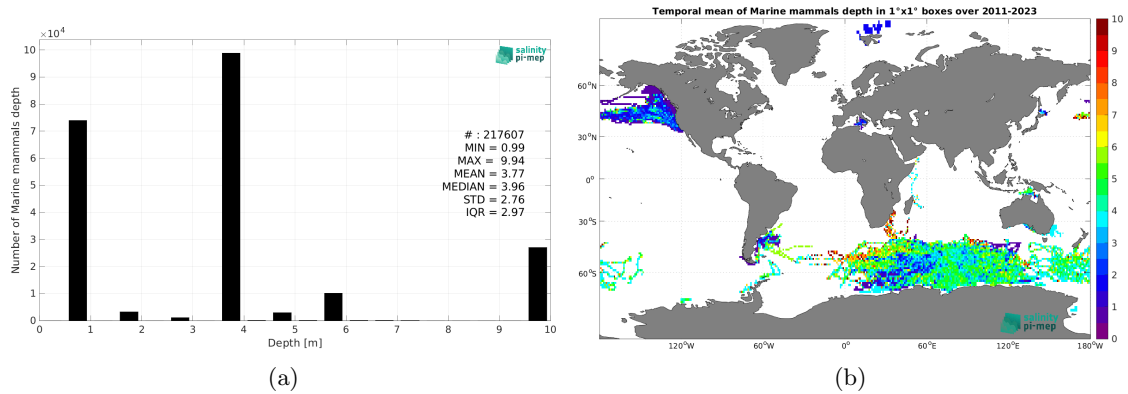 ×10⁴
10
9
8
7
6
5
4
3
2
1
0
Number of Marine mammals depth
salinity
pi-mep
# : 217607
MIN = 0.99
MAX = 9.94
MEAN = 3.77
MEDIAN = 3.96
STD = 2.76
IQR = 2.97
0 1 2 3 4 5 6 7 8 9 10
Depth [m]
(a)
Temporal mean of Marine mammals depth in 1°x1° boxes over 2011-2023
60°N
30°N
0°
30°S
60°S
120°W 60°W 0° 60°E 120°E 180°W
salinity
pi-mep
10
9
8
7
6
5
4
3
2
1
0
(b)